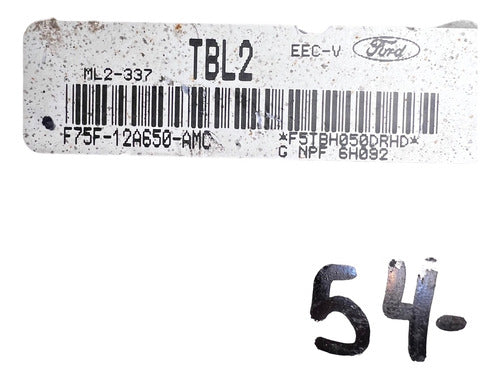 TBL2 EEC-V Ford
ML2-337
F75F-12A650-AMC *F5TBH050DRHD*
G NPF 6H092
54-